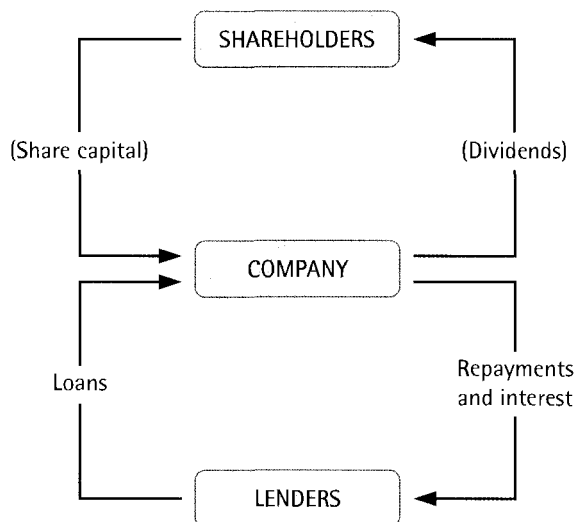 SHAREHOLDERS
(Share capital)
(Dividends)
COMPANY
Loans
Repayments
and interest
LENDERS